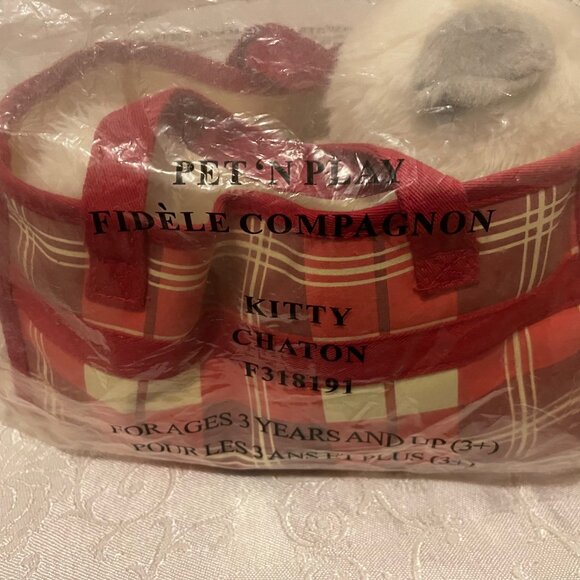 PET 'N PLAY
FIDÈLE COMPAGNON
KITTY
CHATON
F318191
FOR AGES 3 YEARS AND UP (3+)
POUR LES 3 ANS ET PLUS (3+)